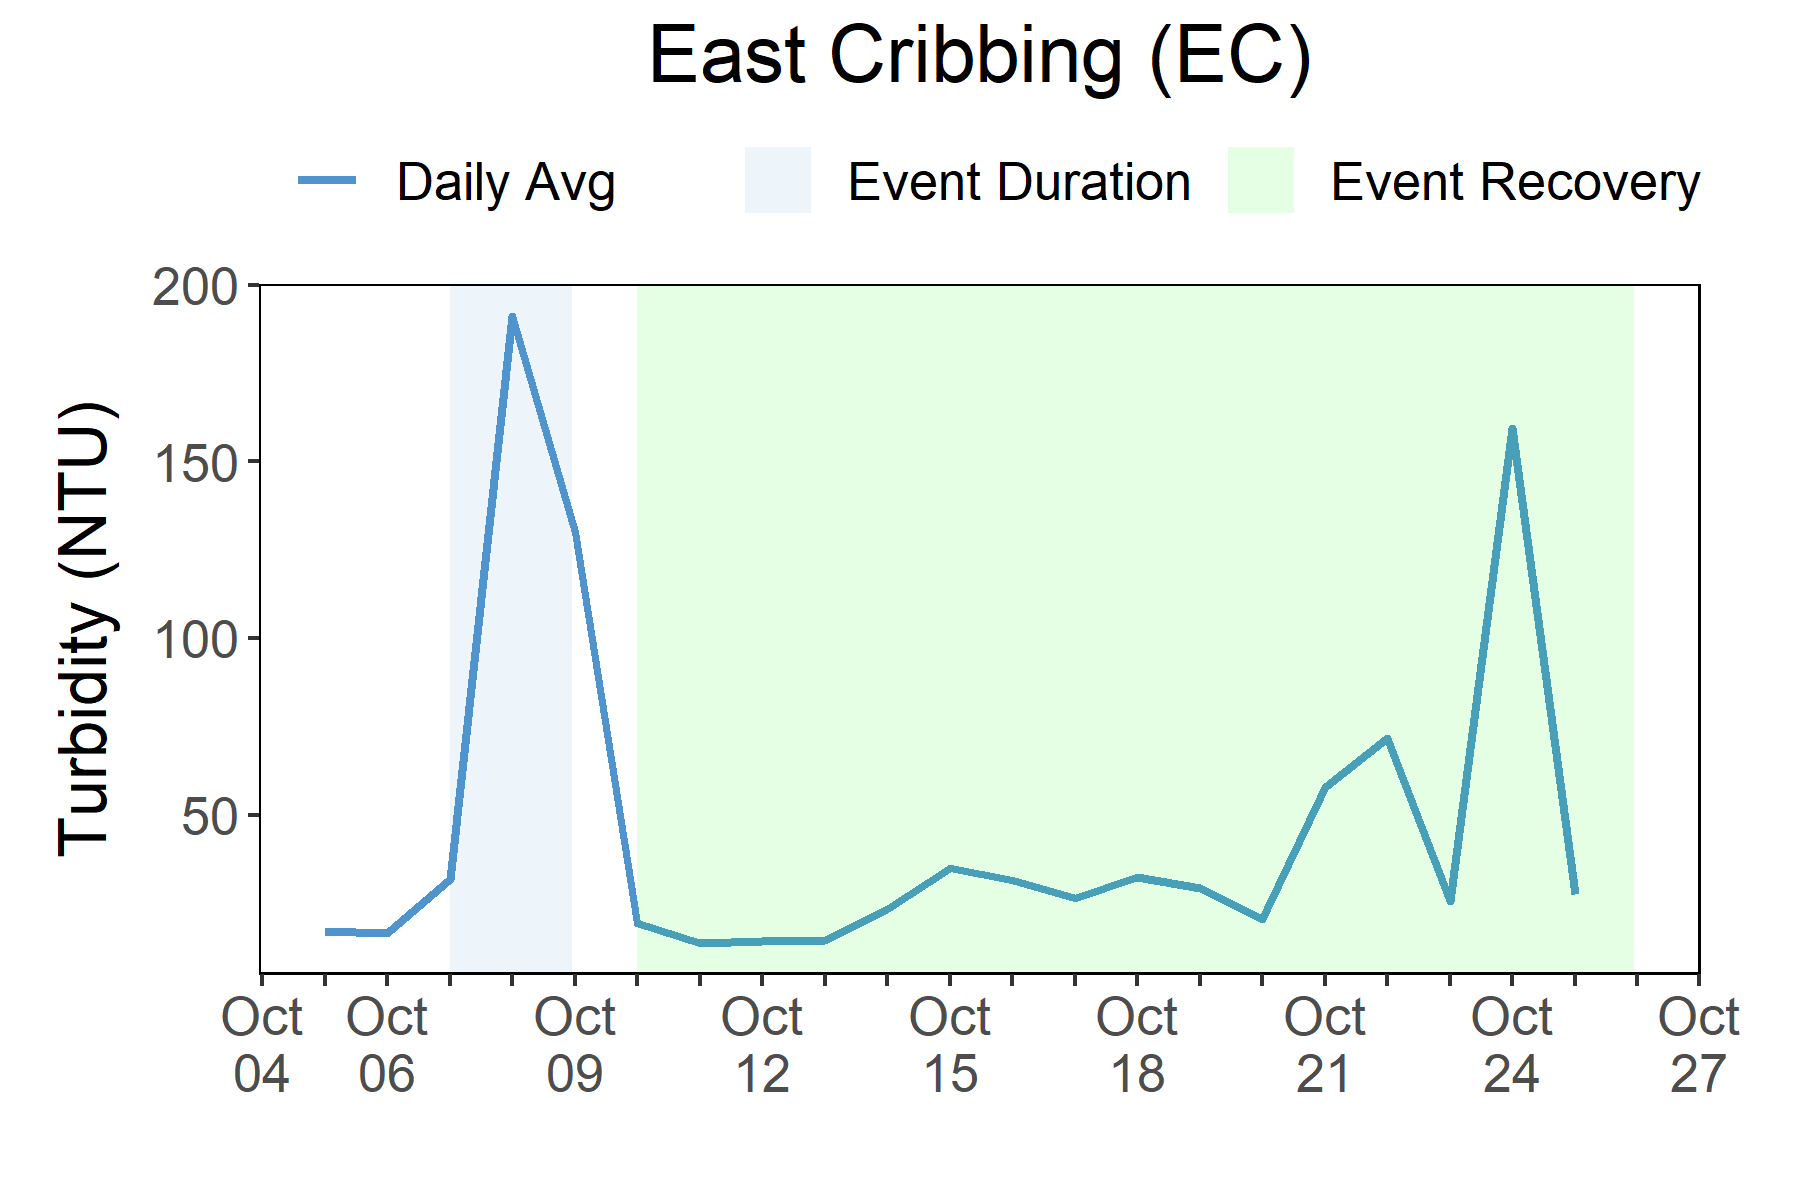 East Cribbing (EC)
Daily Avg Event Duration Event Recovery
Turbidity (NTU)
200
150
100
50
Oct Oct Oct Oct Oct Oct Oct Oct Oct
04 06 09 12 15 18 21 24 27